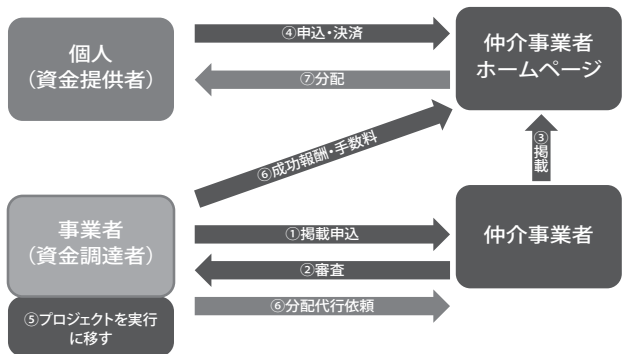 個人
（資金提供者）
④申込・決済
⑦分配
仲介事業者
ホームページ
⑥成功報酬・手数料
③掲載
事業者
（資金調達者）
①掲載申込
②審査
⑥分配代行依頼
仲介事業者
⑤プロジェクトを実行
に移す